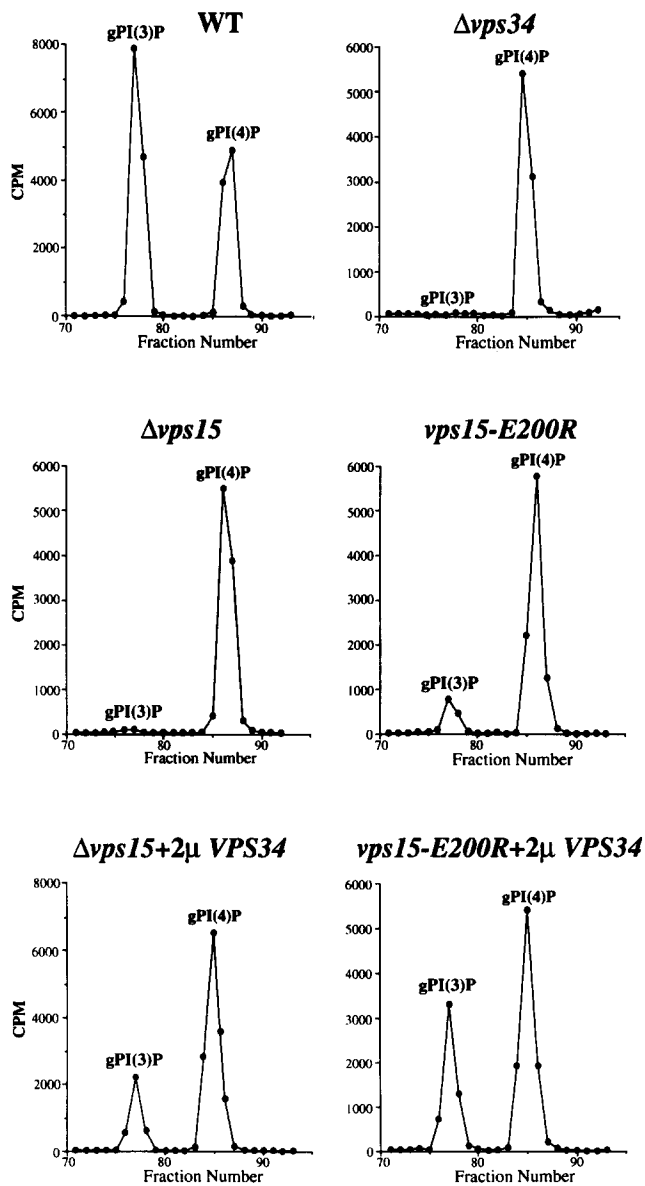 WT
gPI(3)P
gPI(4)P
CPM
8000
6000
4000
2000
0
70
80
90
Fraction Number
Δvps34
gPI(4)P
gPI(3)P
6000
5000
4000
3000
2000
1000
0
70
80
90
Fraction Number
Δvps15
gPI(4)P
gPI(3)P
CPM
6000
5000
4000
3000
2000
1000
0
70
80
90
Fraction Number
vps15-E200R
gPI(4)P
gPI(3)P
6000
5000
4000
3000
2000
1000
0
70
80
90
Fraction Number
Δvps15+2μ VPS34
gPI(4)P
gPI(3)P
CPM
8000
6000
4000
2000
0
70
80
90
Fraction Number
vps15-E200R+2μ VPS34
gPI(4)P
gPI(3)P
6000
5000
4000
3000
2000
1000
0
70
80
90
Fraction Number